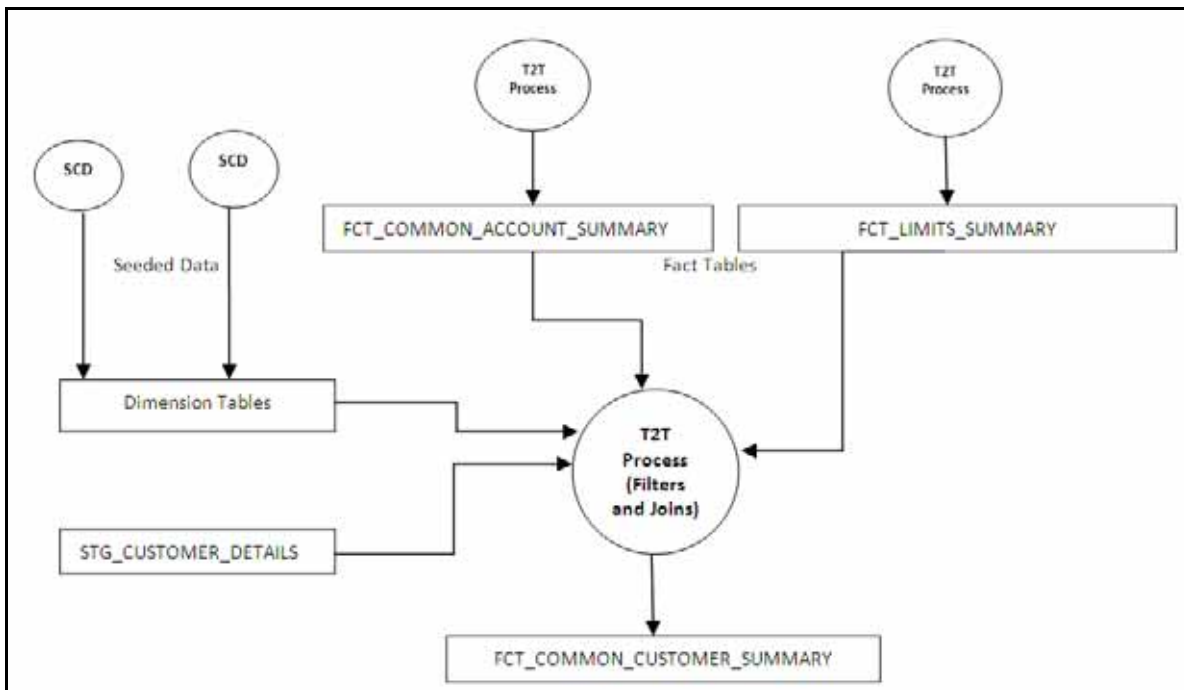 T2T
Process
T2T
Process
SCD
SCD
FCT_COMMON_ACCOUNT_SUMMARY
FCT_LIMITS_SUMMARY
Seeded Data
Fact Tables
Dimension Tables
T2T
Process
(Filters
and Joins)
STG_CUSTOMER_DETAILS
FCT_COMMON_CUSTOMER_SUMMARY